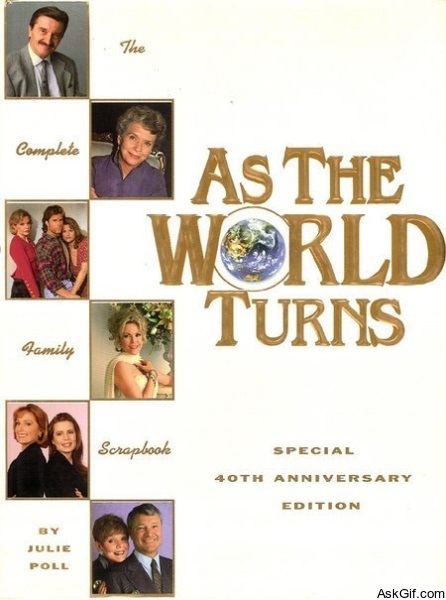 The
Complete
Family
Scrapbook
AS THE
WORLD
TURNS
SPECIAL
40TH ANNIVERSARY
EDITION
BY
JULIE
POLL
AskGif.com